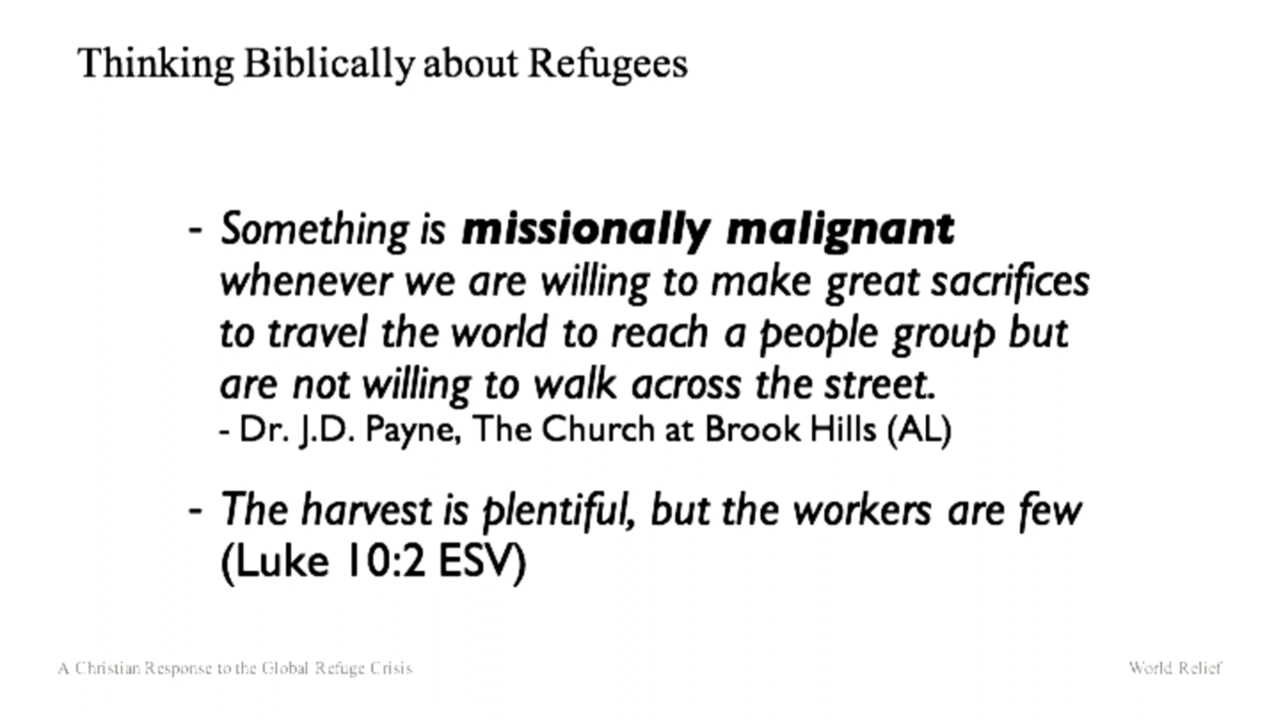 Thinking Biblically about Refugees
- Something is missionally malignant
whenever we are willing to make great sacrifices
to travel the world to reach a people group but
are not willing to walk across the street.
- Dr. J.D. Payne, The Church at Brook Hills (AL)
- The harvest is plentiful, but the workers are few
(Luke 10:2 ESV)
A Christian Response to the Global Refuge Crisis
World Relief